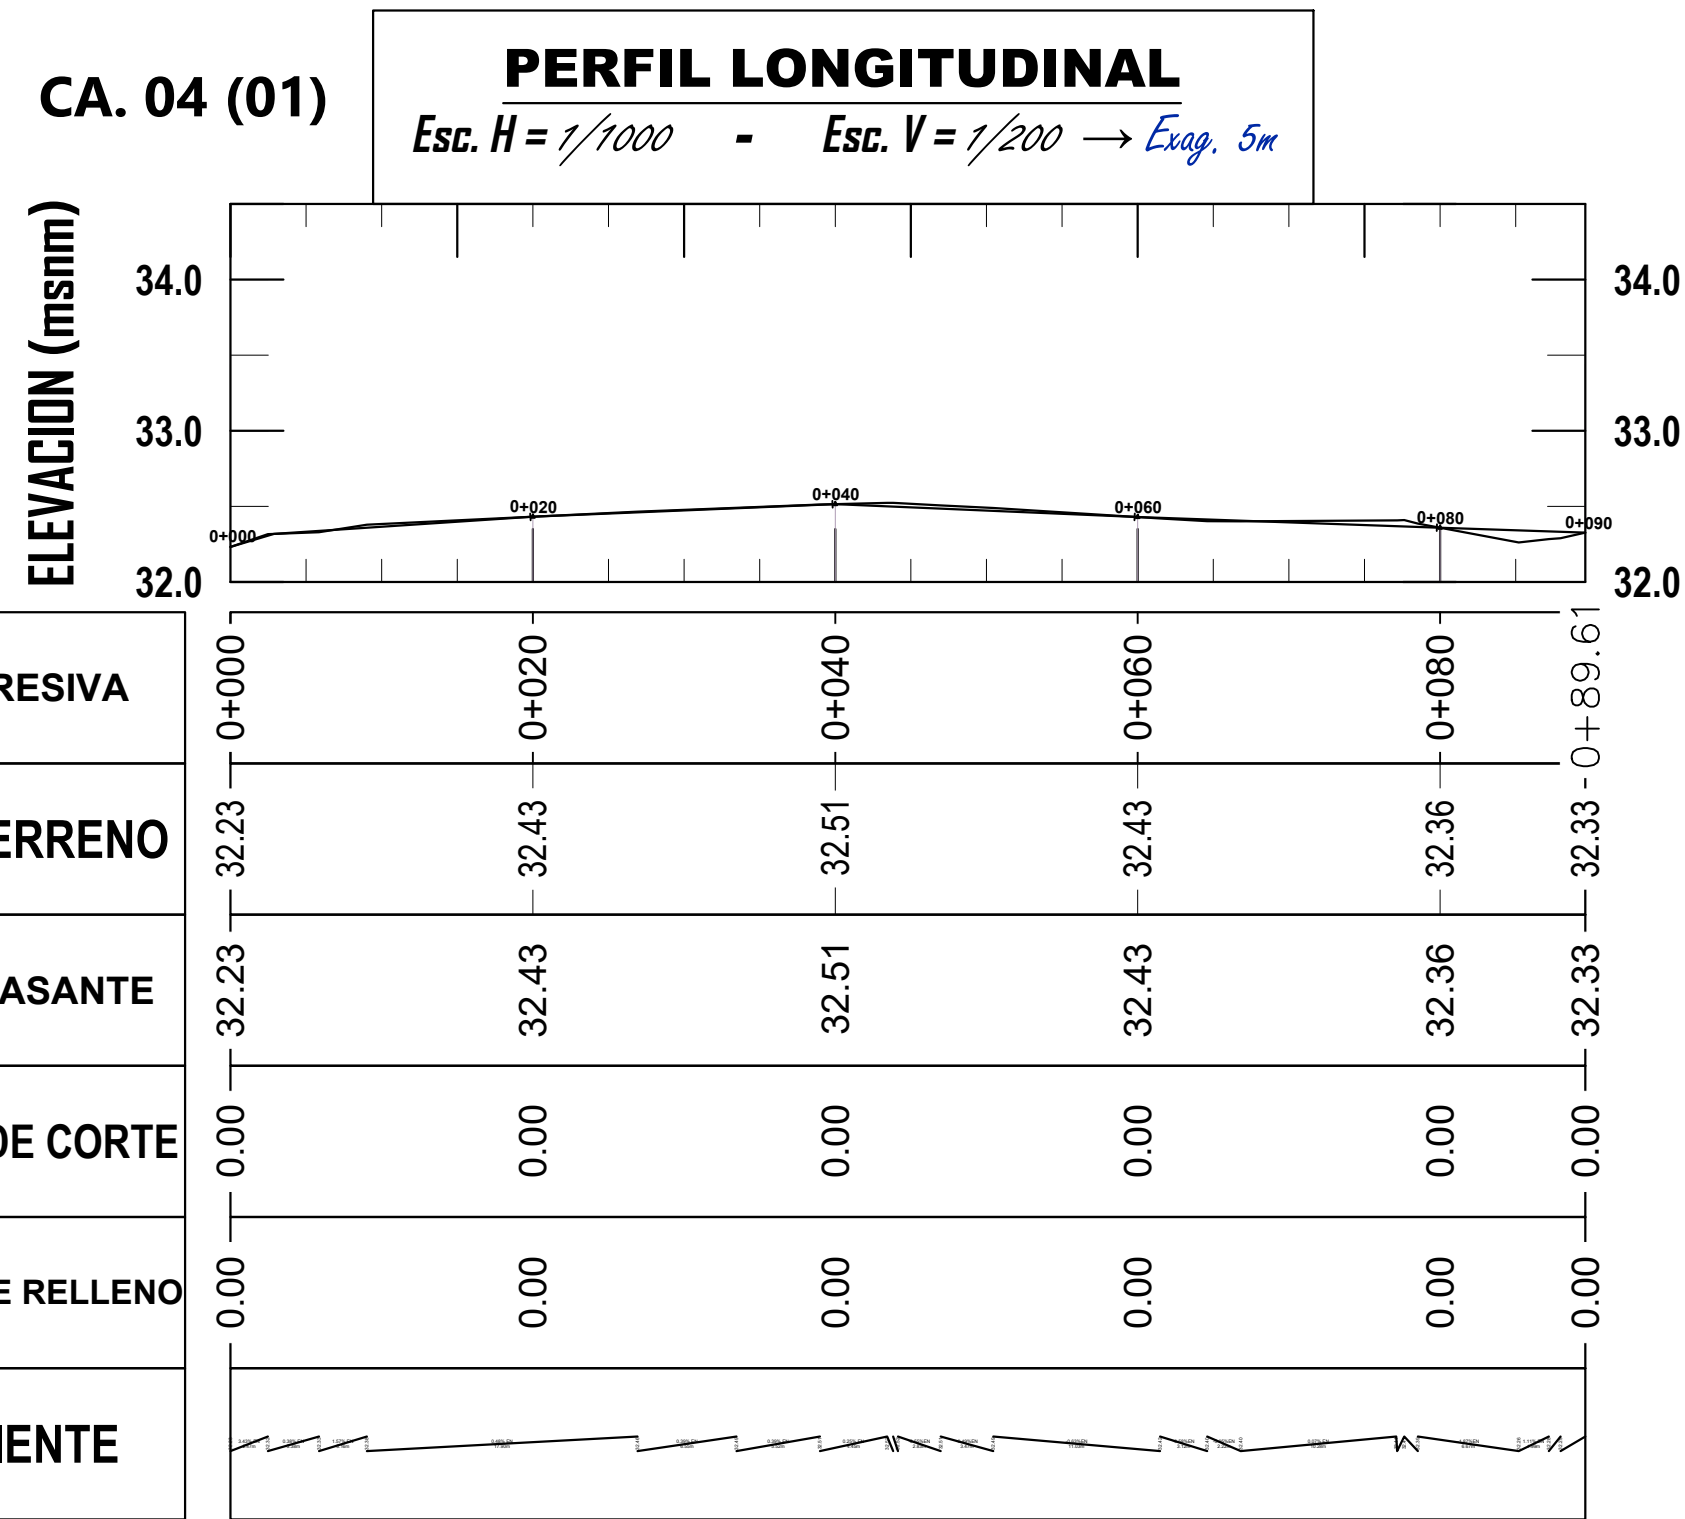 CA. 04 (01)
PERFIL LONGITUDINAL
Esc. H = 1/1000 - Esc. V = 1/200 → Exag. 5m
ELEVACION (msnm)
34.0 34.0
33.0 33.0
32.0 32.0
0+000 0+020 0+040 0+060 0+080 0+090
RESIVA 0+000 0+020 0+040 0+060 0+080 0+89.61
ERRENO 32.23 32.43 32.51 32.43 32.36 32.33
ASANTE 32.23 32.43 32.51 32.43 32.36 32.33
DE CORTE 0.00 0.00 0.00 0.00 0.00 0.00
E RELLENO 0.00 0.00 0.00 0.00 0.00 0.00
IENTE